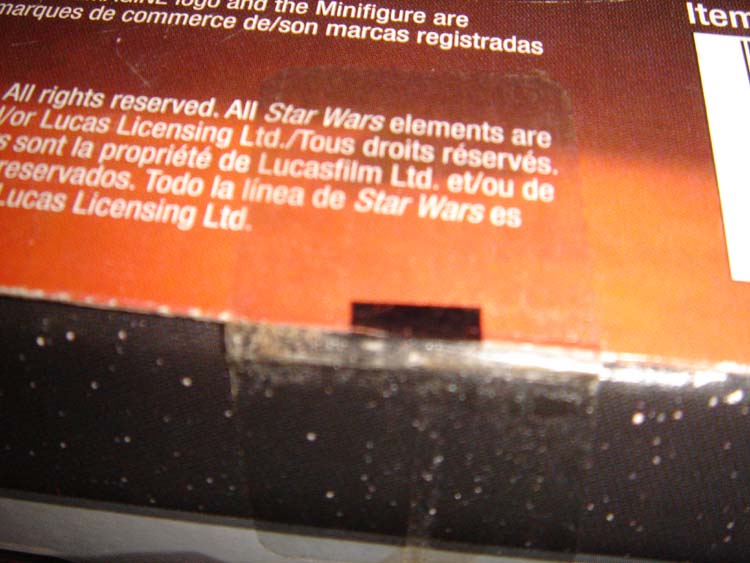 logo and the Minifigure are
marques de commerce de/son marcas registradas
Item
All rights reserved. All Star Wars elements are
/or Lucas Licensing Ltd./Tous droits réservés.
s sont la propriété de Lucasfilm Ltd. et/ou de
reservados. Todo la línea de Star Wars es
Lucas Licensing Ltd.